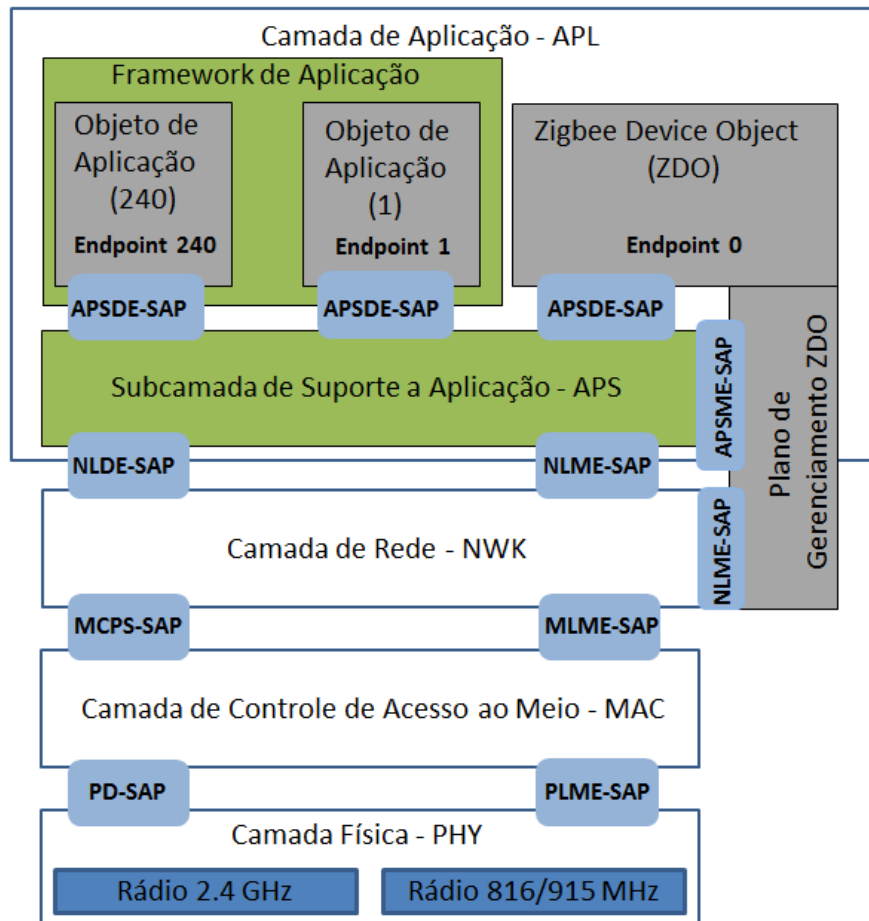 Camada de Aplicação - APL
Framework de Aplicação
Objeto de
Aplicação
(240)
Endpoint 240
Objeto de
Aplicação
(1)
Endpoint 1
Zigbee Device Object
(ZDO)
Endpoint 0
APSDE-SAP
APSDE-SAP
APSDE-SAP
Subcamada de Suporte a Aplicação - APS
APSME-SAP
Plano de
Gerenciamento ZDO
NLDE-SAP
NLME-SAP
Camada de Rede - NWK
NLME-SAP
MCPS-SAP
MLME-SAP
Camada de Controle de Acesso ao Meio - MAC
PD-SAP
PLME-SAP
Camada Física - PHY
Rádio 2.4 GHz
Rádio 816/915 MHz